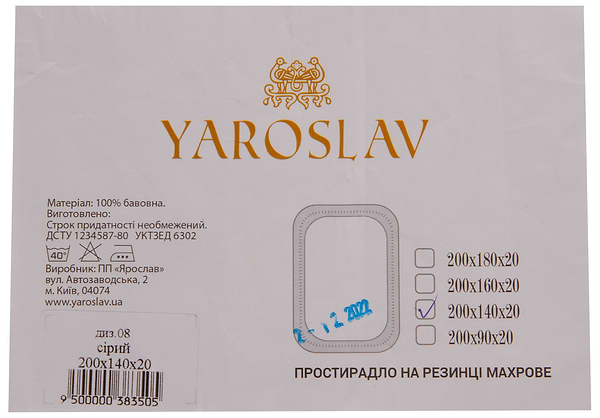 YAROSLAV
Матеріал: 100% бавовна.
Виготовлено:
Строк придатності необмежений.
ДСТУ 1234587-80 УКТЗЕД 6302
40°
Виробник: ПП «Ярослав»
вул. Автозаводська, 2
м. Київ, 04074
www.yaroslav.ua
200x180x20
200x160x20
200x140x20
200x90x20
2022
ПРОСТИРАДЛО НА РЕЗИНЦІ МАХРОВЕ
диз.08
сірий
200x140x20
9 500000 383505